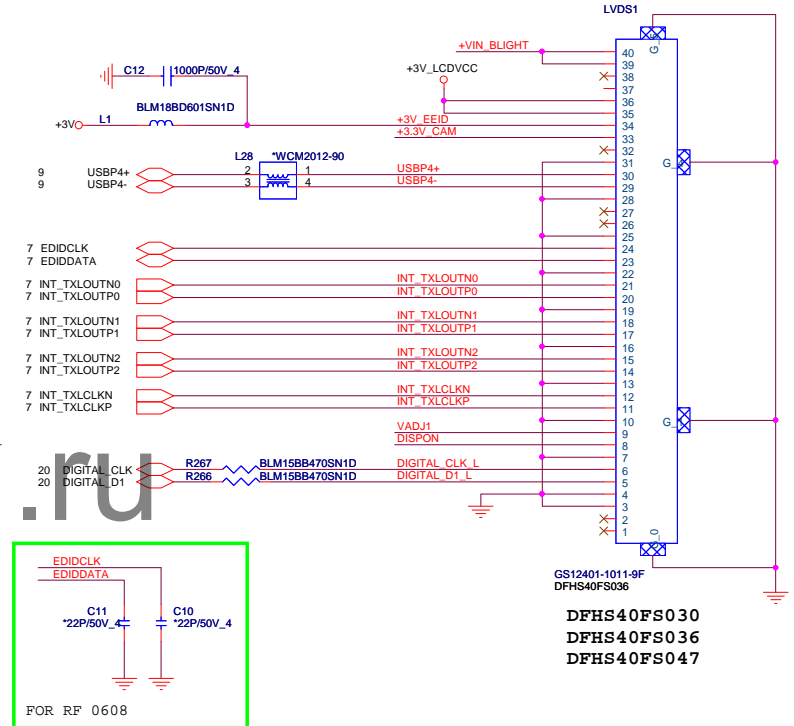 LVDS1
C12 1000P/50V_4
+VIN_BLIGHT
+3V_LCDVCC
BLM18BD601SN1D
+3V L1
+3V_EEID
+3.3V_CAM
L28 *WCM2012-90
9 USBP4+ 2 1 USBP4+
9 USBP4- 3 4 USBP4-
7 EDIDCLK
7 EDIDDATA
7 INT_TXLOUTN0 INT_TXLOUTN0
7 INT_TXLOUTP0 INT_TXLOUTP0
7 INT_TXLOUTN1 INT_TXLOUTN1
7 INT_TXLOUTP1 INT_TXLOUTP1
7 INT_TXLOUTN2 INT_TXLOUTN2
7 INT_TXLOUTP2 INT_TXLOUTP2
7 INT_TXLCLKN INT_TXLCLKN
7 INT_TXLCLKP INT_TXLCLKP
VADJ1
DISPON
20 DIGITAL_CLK R267 BLM15BB470SN1D DIGITAL_CLK_L
20 DIGITAL_D1 R266 BLM15BB470SN1D DIGITAL_D1_L
.ru
40
39
38
37
36
35
34
33
32
31
30
29
28
27
26
25
24
23
22
21
20
19
18
17
16
15
14
13
12
11
10
9
8
7
6
5
4
3
2
1
G_0
GS12401-1011-9F
DFHS40FS036
DFHS40FS030
DFHS40FS036
DFHS40FS047
EDIDCLK
EDIDDATA
C11 C10
*22P/50V_4 *22P/50V_4
FOR RF 0608